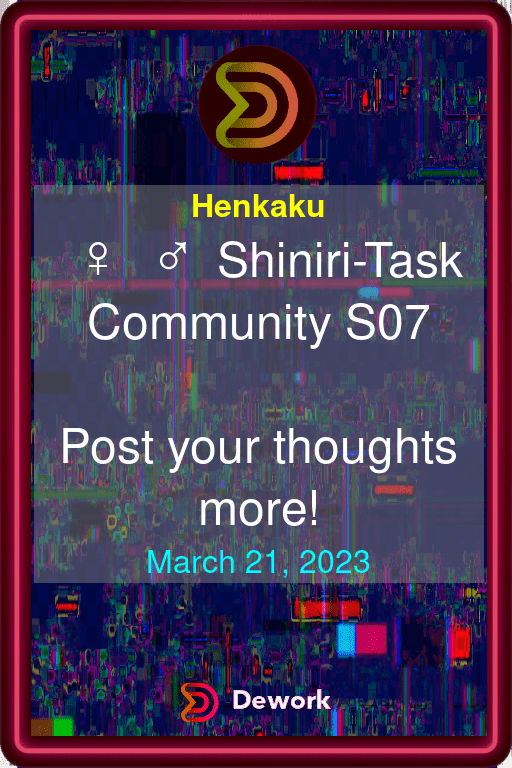 Henkaku
♀ ♂ Shiniri-Task
Community S07
Post your thoughts
more!
March 21, 2023
Dework